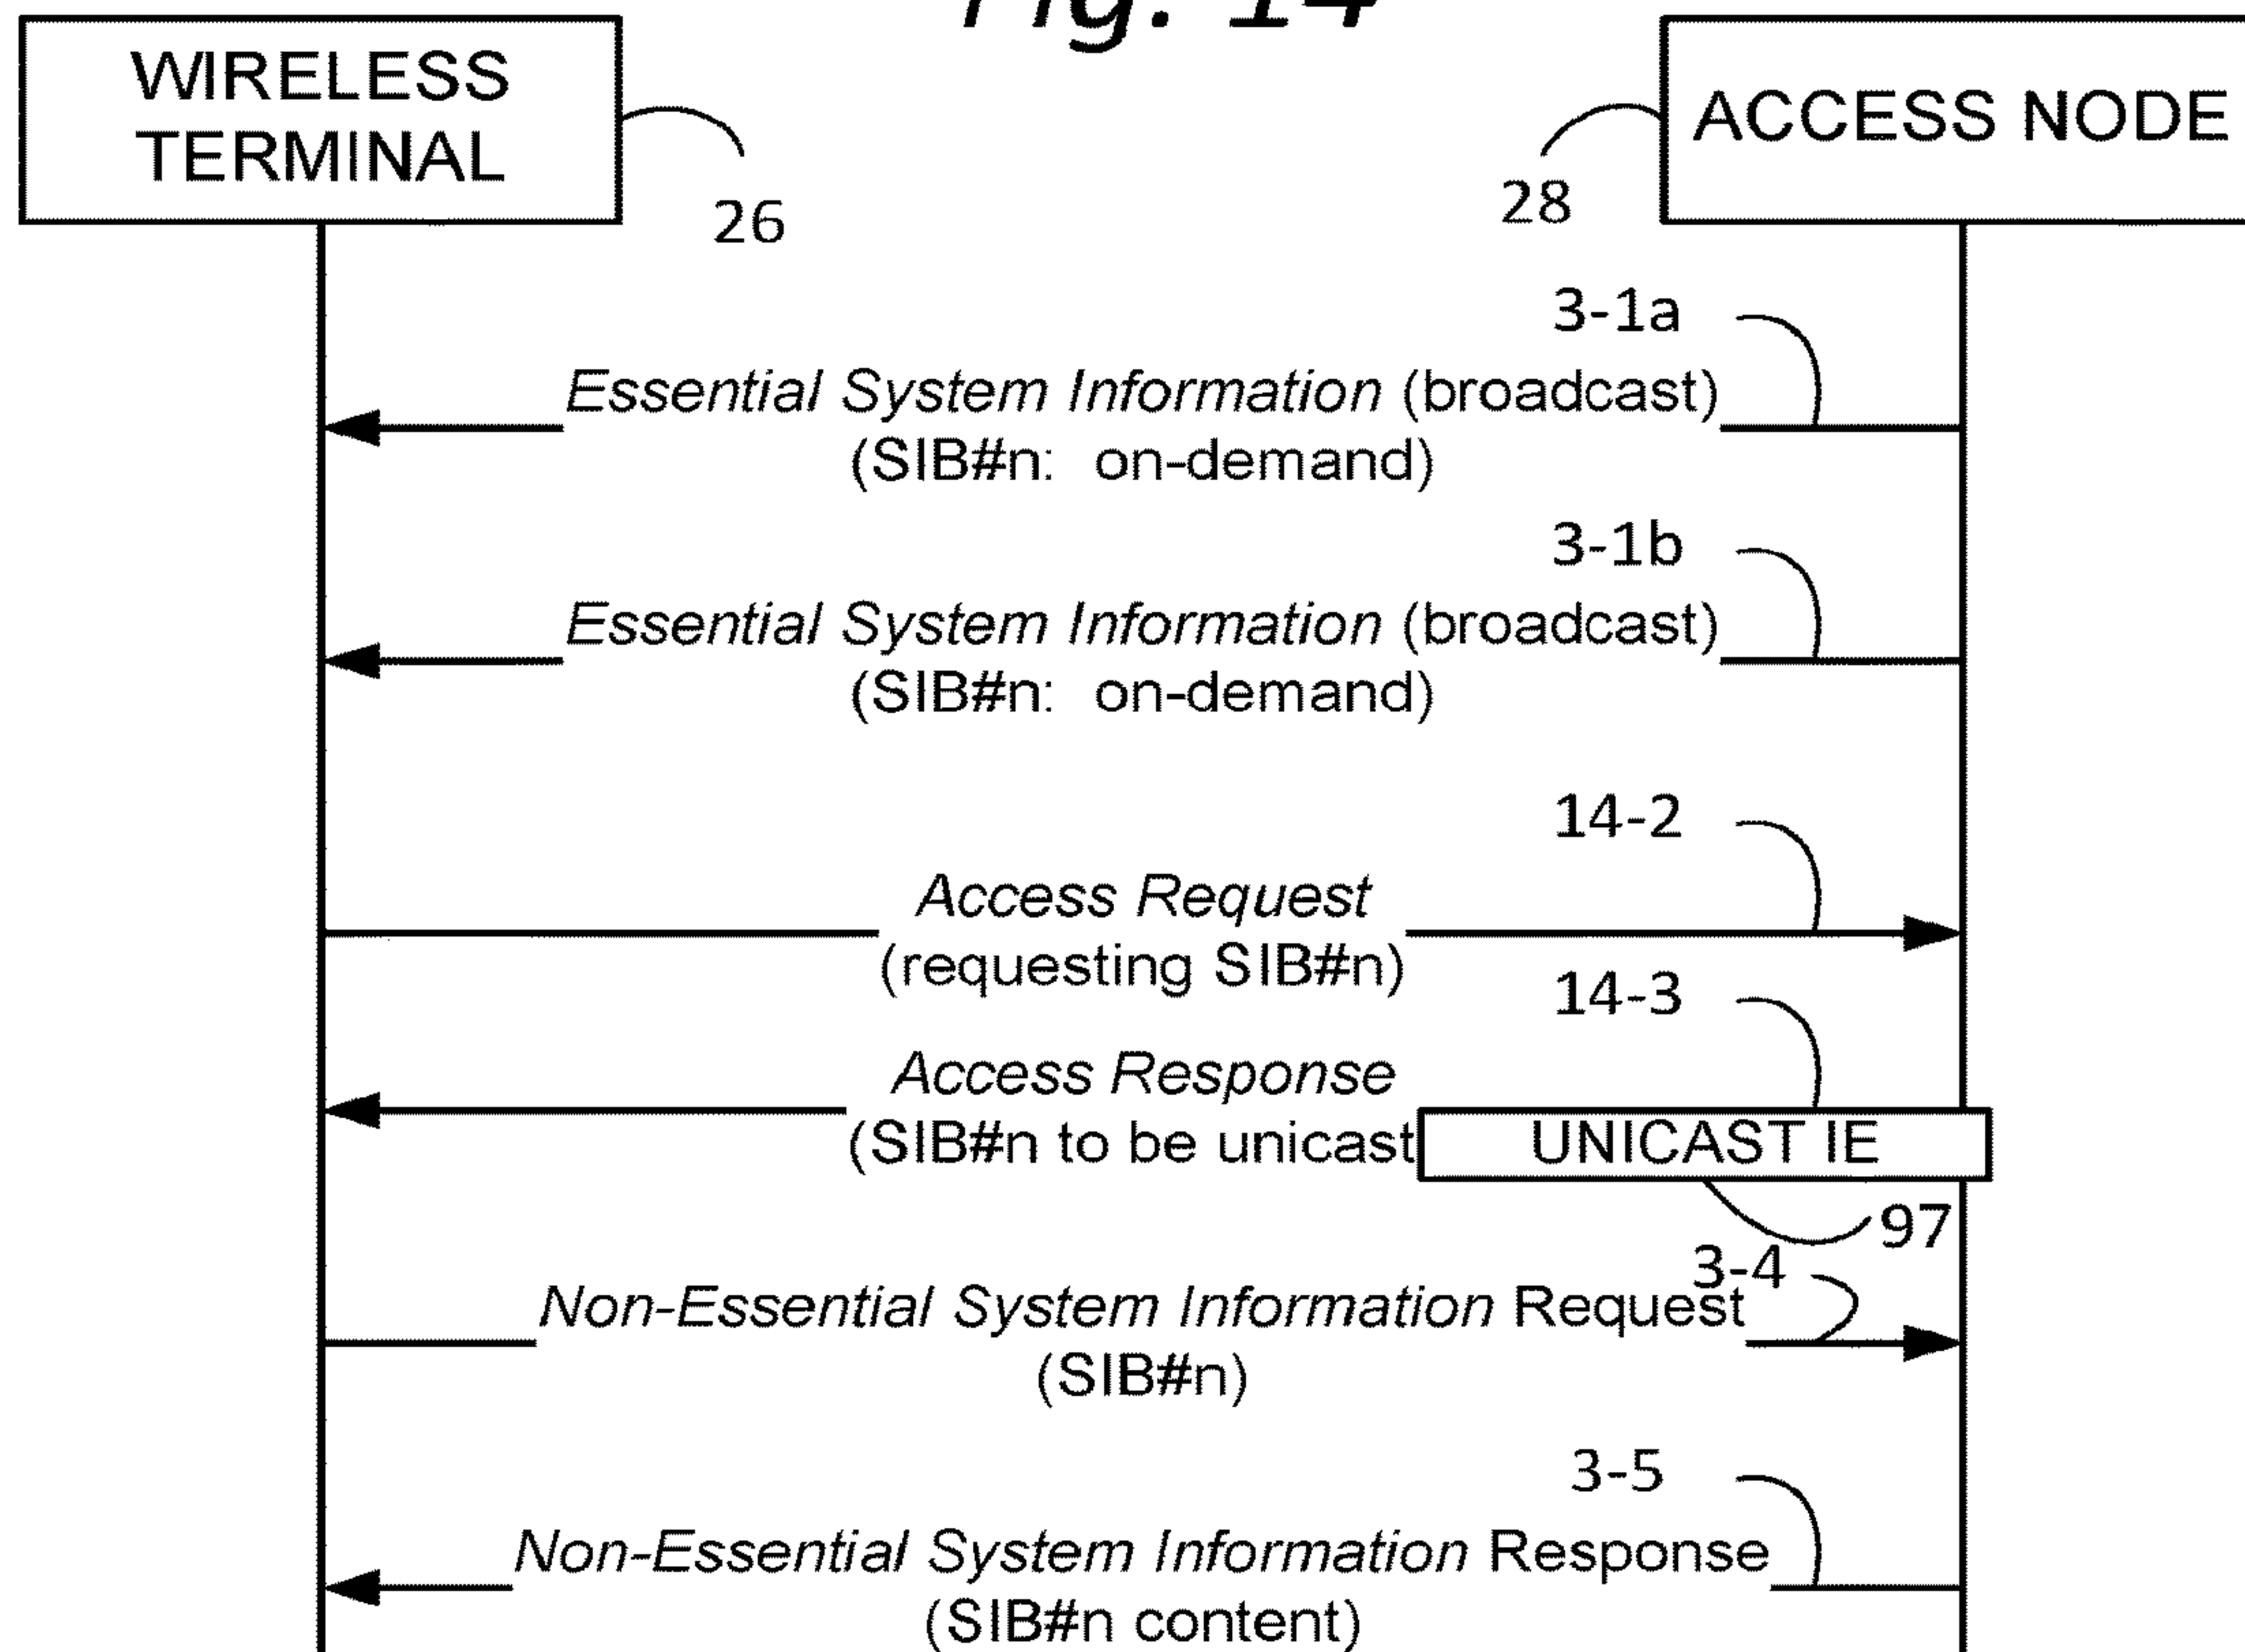 Fig. 14
WIRELESS
TERMINAL
ACCESS NODE
26
28
3-1a
Essential System Information (broadcast)
(SIB#n: on-demand)
3-1b
Essential System Information (broadcast)
(SIB#n: on-demand)
14-2
Access Request
(requesting SIB#n)
14-3
Access Response
(SIB#n to be unicast
UNICAST IE
97
3-4
Non-Essential System Information Request
(SIB#n)
3-5
Non-Essential System Information Response
(SIB#n content)